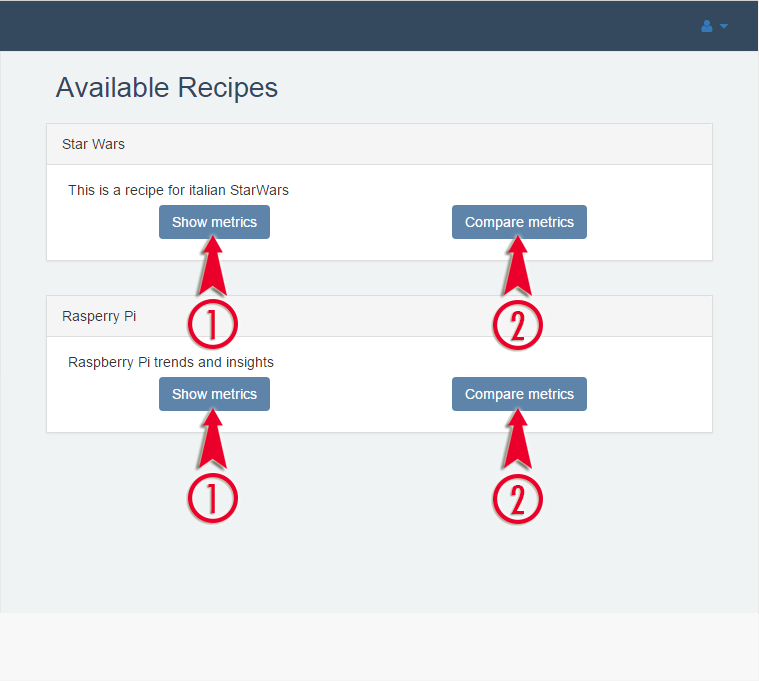 Available Recipes
Star Wars
This is a recipe for italian StarWars
Show metrics
Compare metrics
1
2
Rasperry Pi
Raspberry Pi trends and insights
Show metrics
Compare metrics
1
2